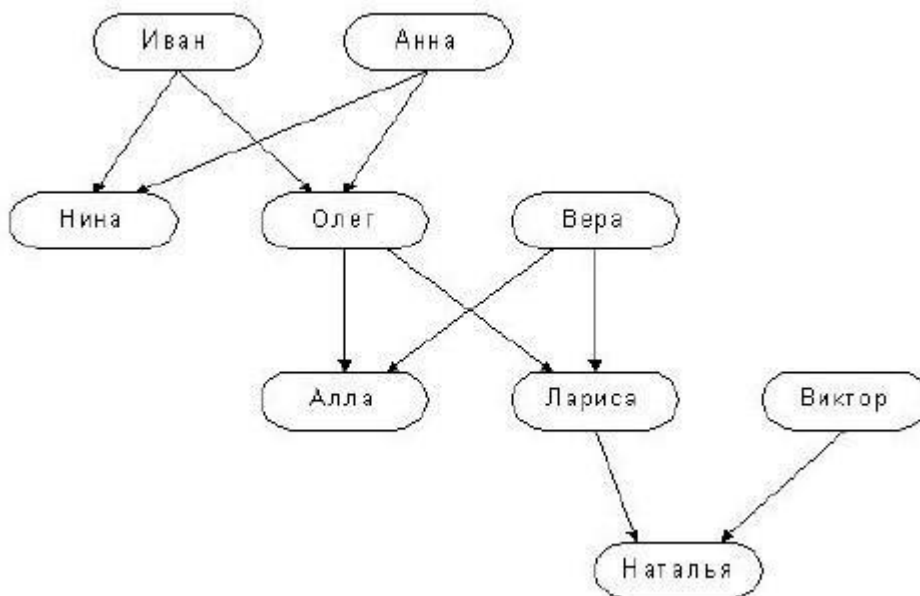 Иван
Анна
Нина
Олег
Вера
Алла
Лариса
Виктор
Наталья